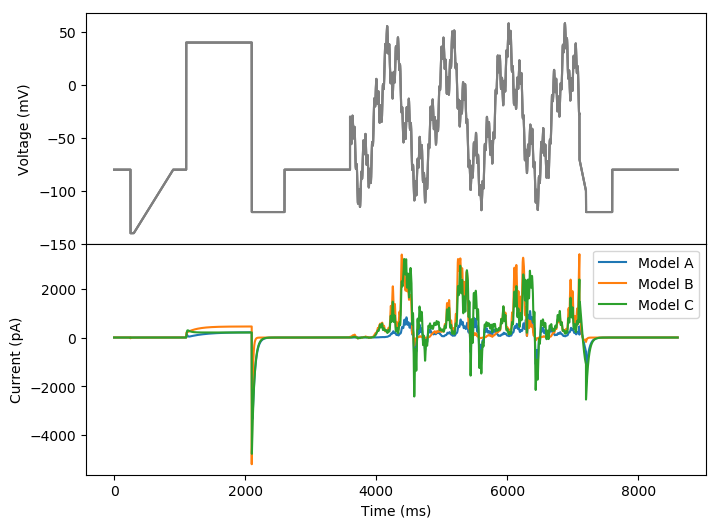 50
0
−50
−100
−150
Voltage (mV)
Model A
Model B
Model C
2000
0
−2000
−4000
Current (pA)
0
2000
4000
6000
8000
Time (ms)